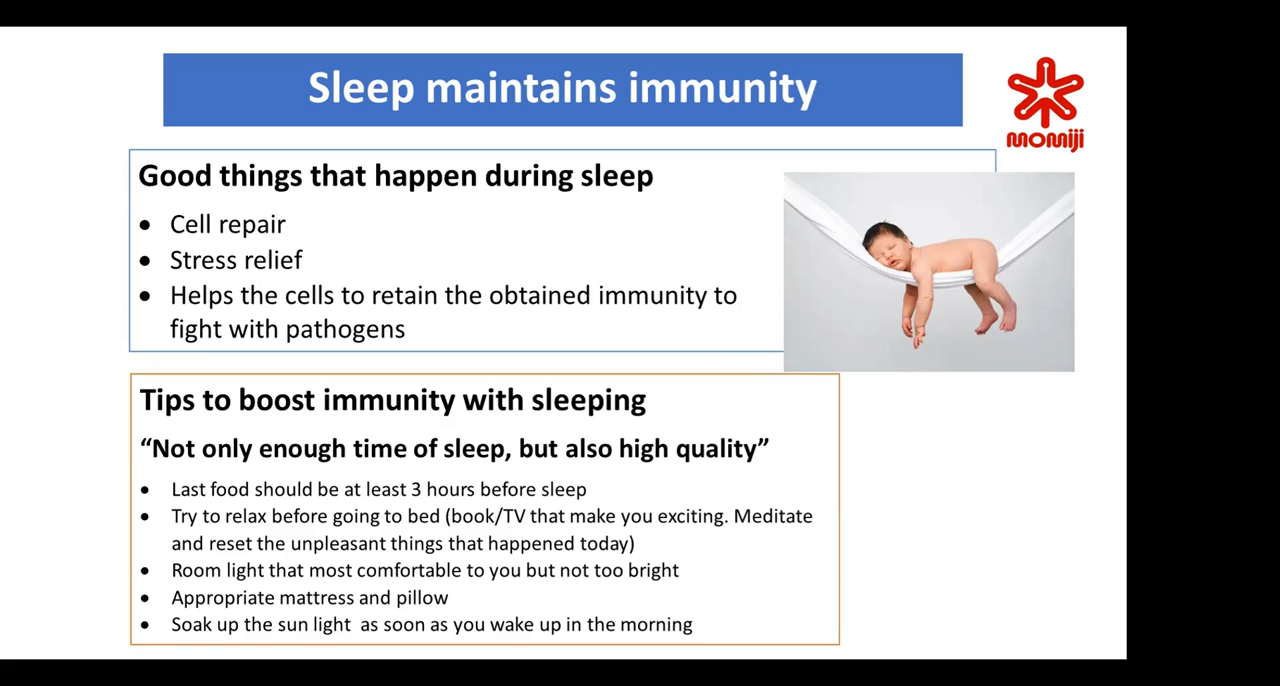 Sleep maintains immunity
momiji
Good things that happen during sleep
• Cell repair
• Stress relief
• Helps the cells to retain the obtained immunity to
fight with pathogens
Tips to boost immunity with sleeping
“Not only enough time of sleep, but also high quality”
• Last food should be at least 3 hours before sleep
• Try to relax before going to bed (book/TV that make you exciting. Meditate
and reset the unpleasant things that happened today)
• Room light that most comfortable to you but not too bright
• Appropriate mattress and pillow
• Soak up the sun light  as soon as you wake up in the morning